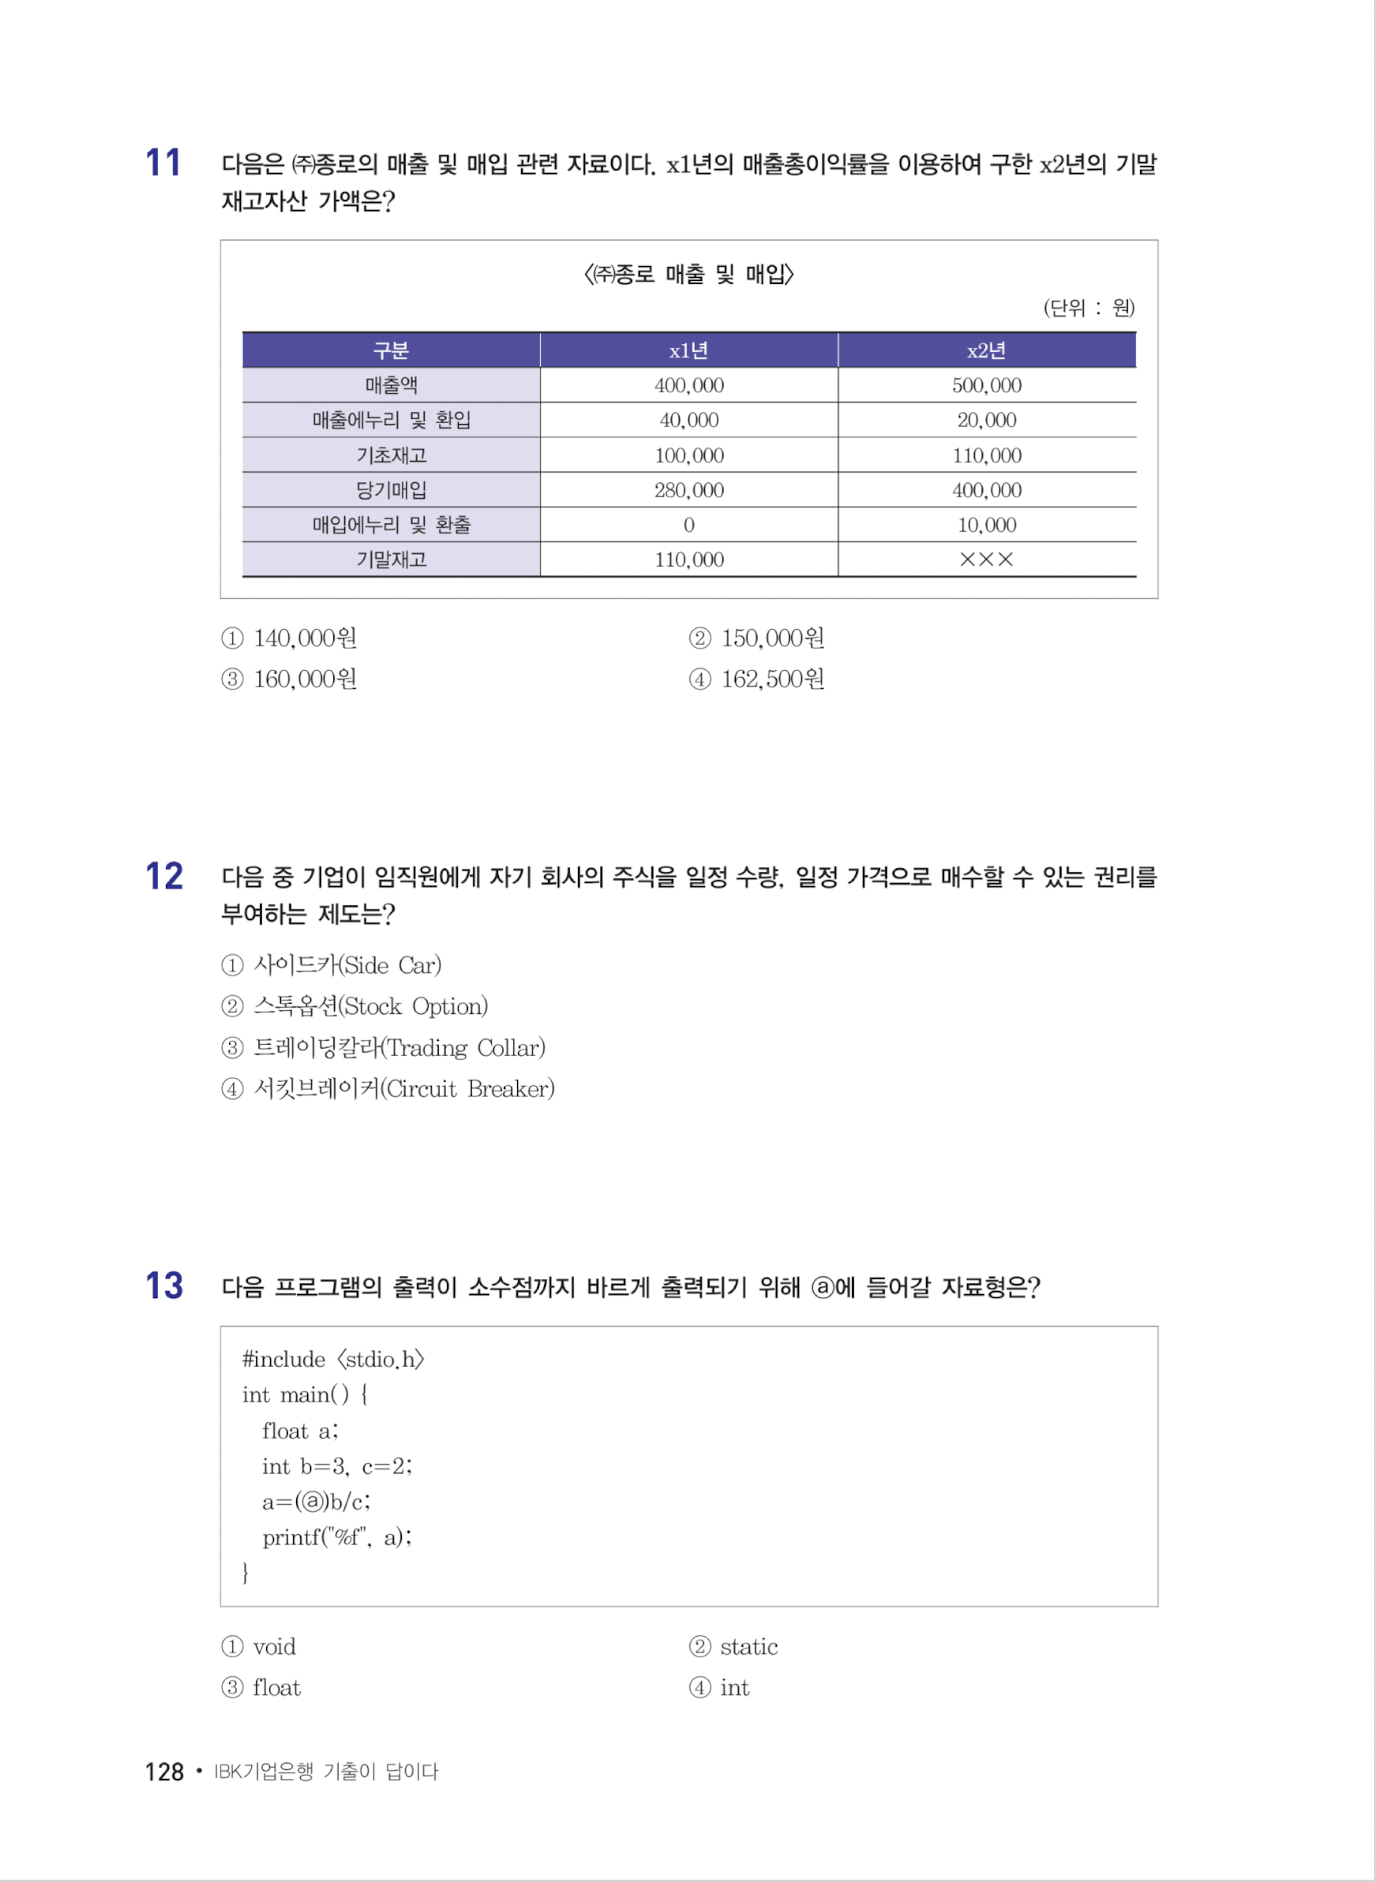 11 다음은 ㈜종로의 매출 및 매입 관련 자료이다. x1년의 매출총이익률을 이용하여 구한 x2년의 기말
재고자산 가액은?
〈㈜종로 매출 및 매입〉
(단위 : 원)
구분 x1년 x2년
매출액 400,000 500,000
매출에누리 및 환입 40,000 20,000
기초재고 100,000 110,000
당기매입 280,000 400,000
매입에누리 및 환출 0 10,000
기말재고 110,000 ×××
① 140,000원 ② 150,000원
③ 160,000원 ④ 162,500원
12 다음 중 기업이 임직원에게 자기 회사의 주식을 일정 수량, 일정 가격으로 매수할 수 있는 권리를
부여하는 제도는?
① 사이드카(Side Car)
② 스톡옵션(Stock Option)
③ 트레이딩칼라(Trading Collar)
④ 서킷브레이커(Circuit Breaker)
13 다음 프로그램의 출력이 소수점까지 바르게 출력되기 위해 ⓐ에 들어갈 자료형은?
#include 〈stdio.h〉
int main() {
float a;
int b=3, c=2;
a=(ⓐ)b/c;
printf("%f", a);
}
① void ② static
③ float ④ int
128 • IBK기업은행 기출이 답이다